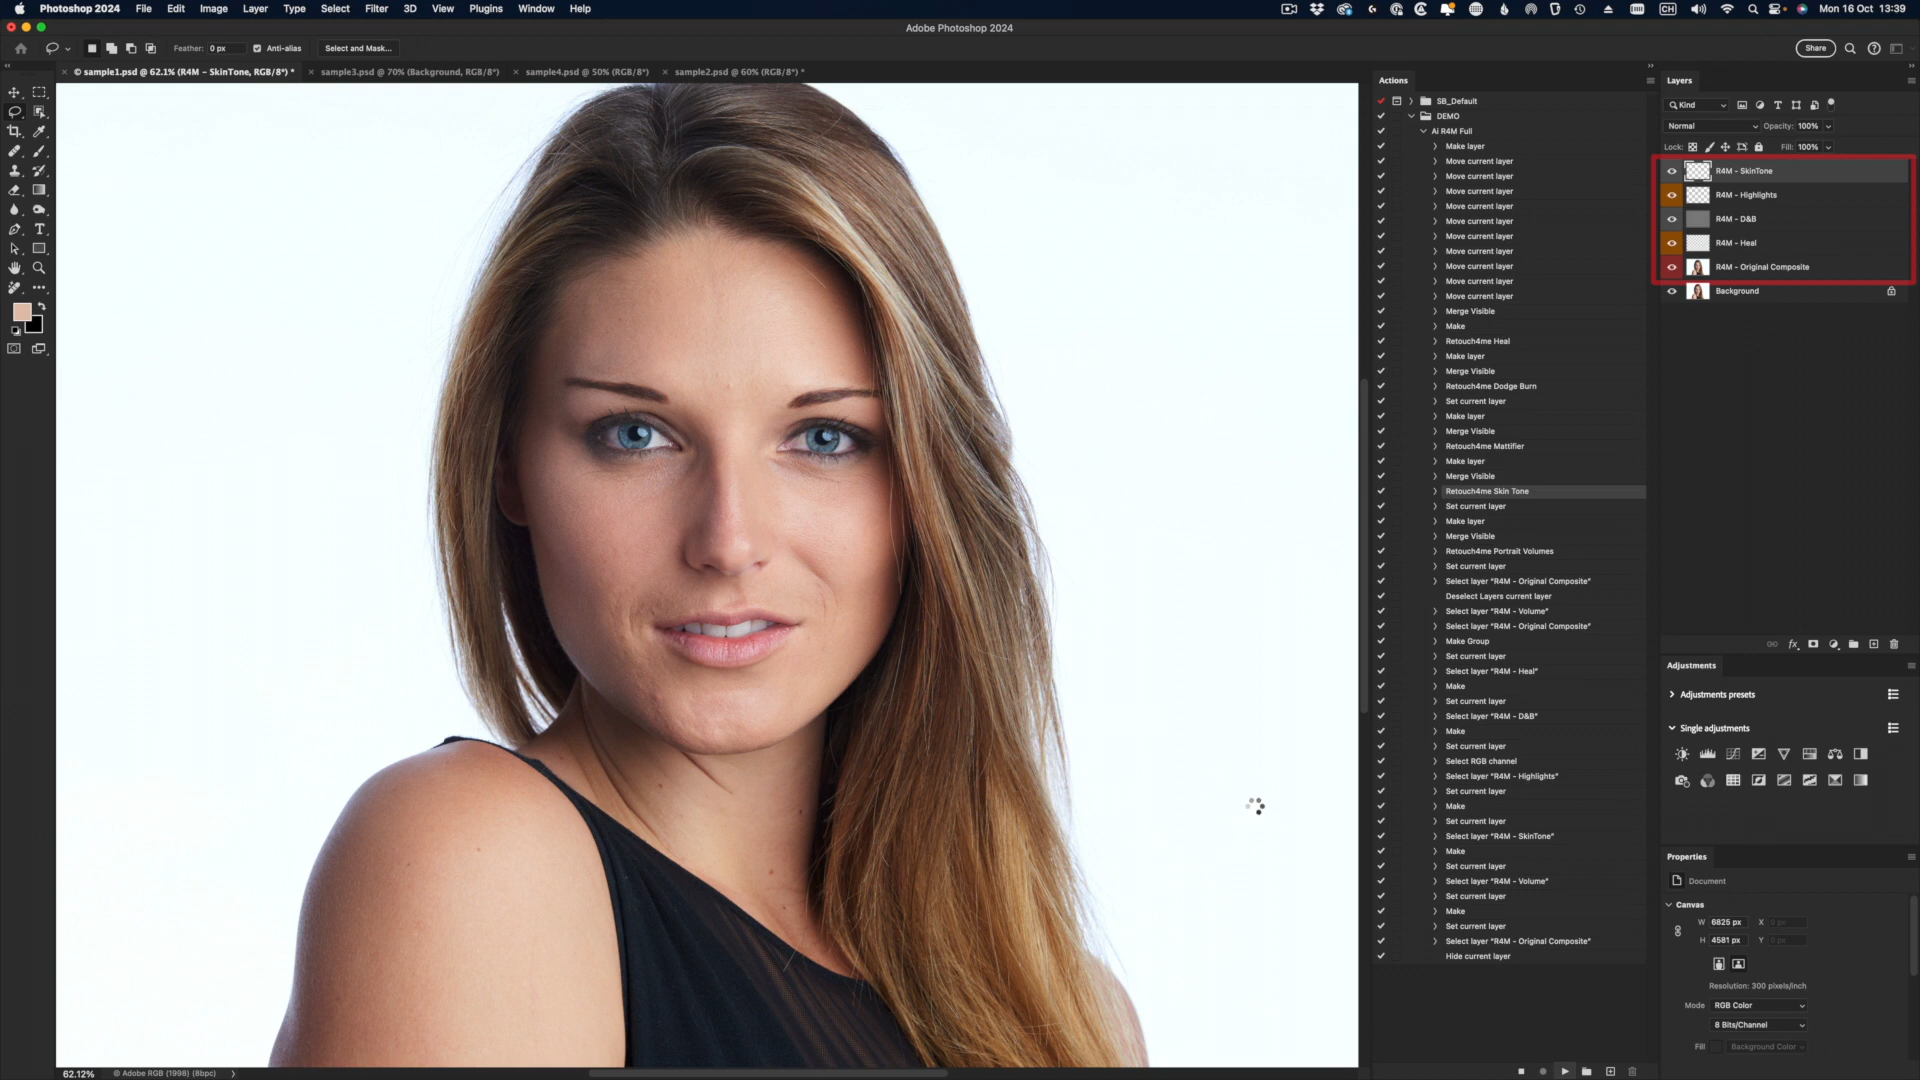 Photoshop 2024 File Edit Image Layer Type Select Filter 3D View Plugins Window Help CH Mon 16 Oct 13:39
Adobe Photoshop 2024
Feather: 0 px Anti-alias Select and Mask... Share
© sample1.psd @ 62.1% (R4M – SkinTone, RGB/8*) * sample3.psd @ 70% (Background, RGB/8*) sample4.psd @ 50% (RGB/8*) sample2.psd @ 60% (RGB/8*) *
Actions
SB_Default
DEMO
Ai R4M Full
Make layer
Move current layer
Move current layer
Move current layer
Move current layer
Move current layer
Move current layer
Move current layer
Move current layer
Move current layer
Move current layer
Merge Visible
Make
Retouch4me Heal
Make layer
Merge Visible
Retouch4me Dodge Burn
Set current layer
Make layer
Merge Visible
Retouch4me Mattifier
Make layer
Merge Visible
Retouch4me Skin Tone
Set current layer
Make layer
Merge Visible
Retouch4me Portrait Volumes
Set current layer
Select layer "R4M – Original Composite"
Deselect Layers current layer
Select layer "R4M – Volume"
Select layer "R4M – Original Composite"
Make Group
Set current layer
Select layer "R4M – Heal"
Make
Set current layer
Select layer "R4M – D&B"
Make
Set current layer
Select RGB channel
Select layer "R4M – Highlights"
Set current layer
Make
Set current layer
Select layer "R4M – SkinTone"
Make
Set current layer
Select layer "R4M – Volume"
Set current layer
Make
Set current layer
Select layer "R4M – Original Composite"
Hide current layer
Layers
Kind
Normal Opacity: 100%
Lock: Fill: 100%
R4M – SkinTone
R4M – Highlights
R4M – D&B
R4M – Heal
R4M – Original Composite
Background
Adjustments
Adjustments presets
Single adjustments
Properties
Document
Canvas
W 6825 px X 0 px
H 4581 px Y 0 px
Resolution: 300 pixels/inch
Mode RGB Color
8 Bits/Channel
Fill Background Color
62.12% © Adobe RGB (1998) (8bpc)